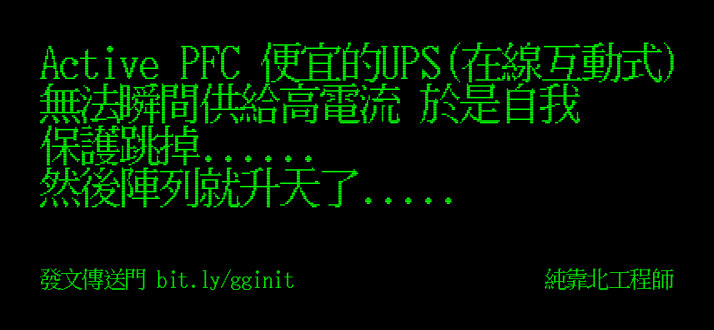 Active PFC 便宜的UPS(在線互動式)
無法瞬間供給高電流 於是自我
保護跳掉......
然後陣列就升天了.....
發文傳送門 bit.ly/gginit 純靠北工程師